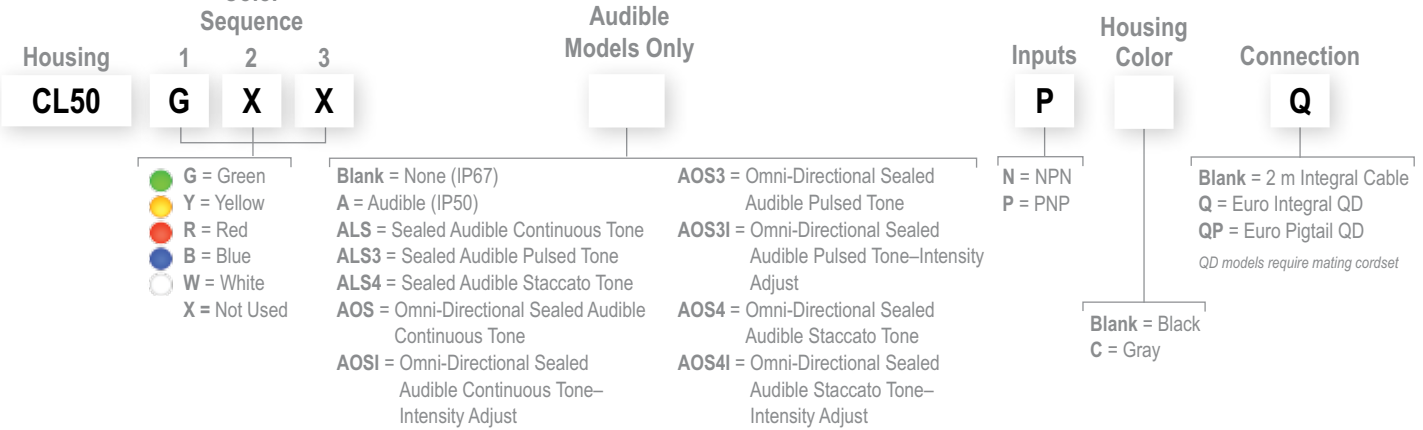 Sequence
Audible
Models Only
Housing
Color
Housing
1 2 3
Inputs
Connection
CL50
G
X
X
P
Q
G = Green
Y = Yellow
R = Red
B = Blue
W = White
X = Not Used
Blank = None (IP67)
A = Audible (IP50)
ALS = Sealed Audible Continuous Tone
ALS3 = Sealed Audible Pulsed Tone
ALS4 = Sealed Audible Staccato Tone
AOS = Omni-Directional Sealed Audible
Continuous Tone
AOSI = Omni-Directional Sealed
Audible Continuous Tone–
Intensity Adjust
AOS3 = Omni-Directional Sealed
Audible Pulsed Tone
AOS3I = Omni-Directional Sealed
Audible Pulsed Tone–Intensity
Adjust
AOS4 = Omni-Directional Sealed
Audible Staccato Tone
AOS4I = Omni-Directional Sealed
Audible Staccato Tone–
Intensity Adjust
N = NPN
P = PNP
Blank = Black
C = Gray
Blank = 2 m Integral Cable
Q = Euro Integral QD
QP = Euro Pigtail QD
QD models require mating cordset